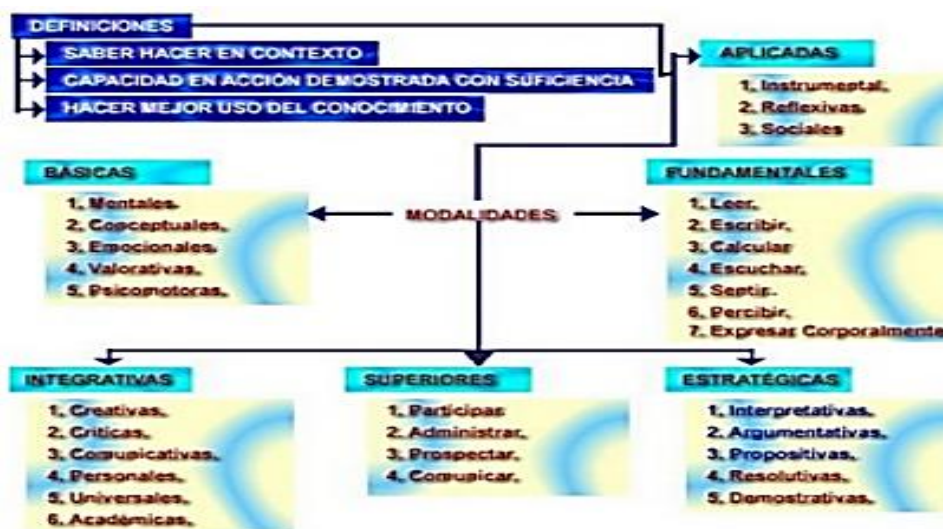 DEFINICIONES
SABER HACER EN CONTEXTO
CAPACIDAD EN ACCIÓN DEMOSTRADA CON SUFICIENCIA
HACER MEJOR USO DEL CONOCIMIENTO
APLICADAS
1. Instrumental.
2. Reflexivas.
3. Sociales
BÁSICAS
1. Mentales.
2. Conceptuales.
3. Emocionales.
4. Valorativas.
5. Psicomotoras.
MODALIDADES
FUNDAMENTALES
1. Leer.
2. Escribir.
3. Calcular
4. Escuchar.
5. Sentir.
6. Percibir.
7. Expresar Corporalmente
INTEGRATIVAS
1. Creativas.
2. Críticas.
3. Comunicativas.
4. Personales.
5. Universales.
6. Académicas.
SUPERIORES
1. Participas
2. Administrar.
3. Prospectar.
4. Comunicar.
ESTRATÉGICAS
1. Interpretativas.
2. Argumentativas.
3. Propositivas.
4. Resolutivas.
5. Demostrativas.